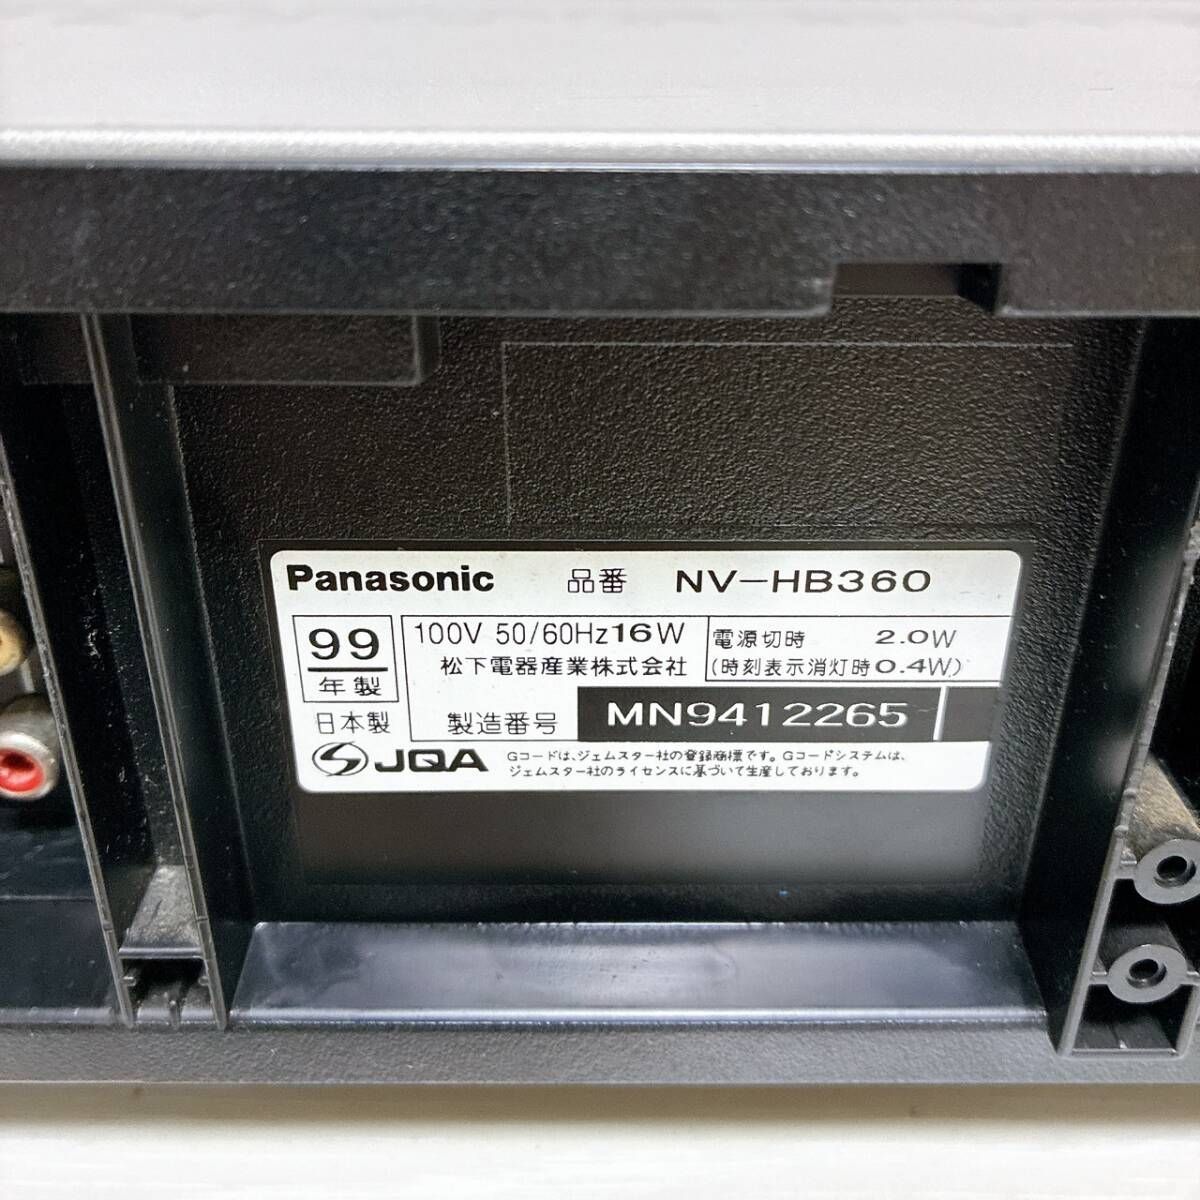 Panasonic 品番 NV-HB360
99
年製
100V 50/60Hz 16W
松下電器産業株式会社
電源切時 2.0W
(時刻表示消灯時0.4W)
日本製 製造番号 MN9412265
JQA
Gコードは、ジェムスター社の登録商標です。Gコードシステムは、
ジェムスター社のライセンスに基づいて生産しております。